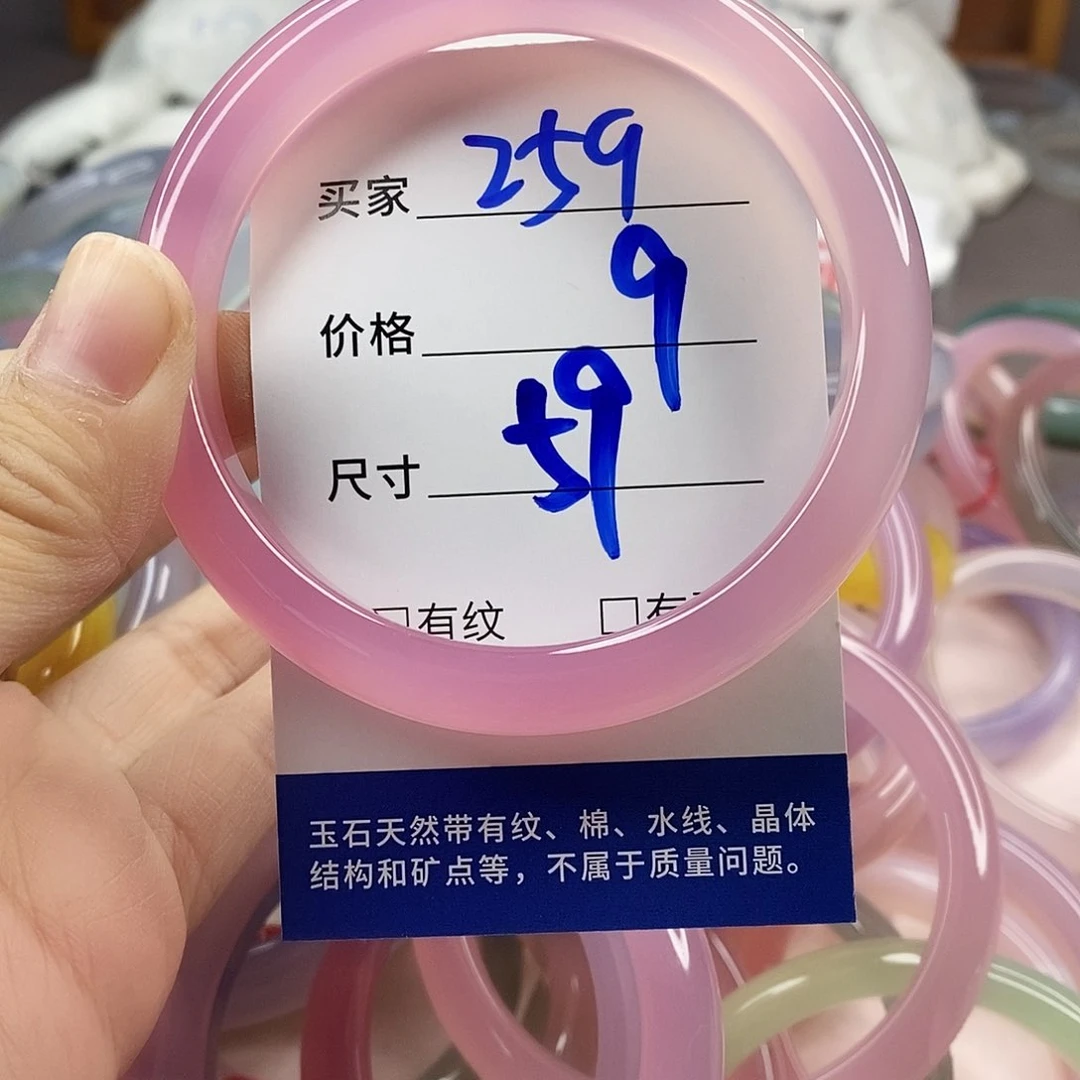 买家 259
价格 9
尺寸 59
□有纹 □有
玉石天然带有纹、棉、水线、晶体
结构和矿点等，不属于质量问题。